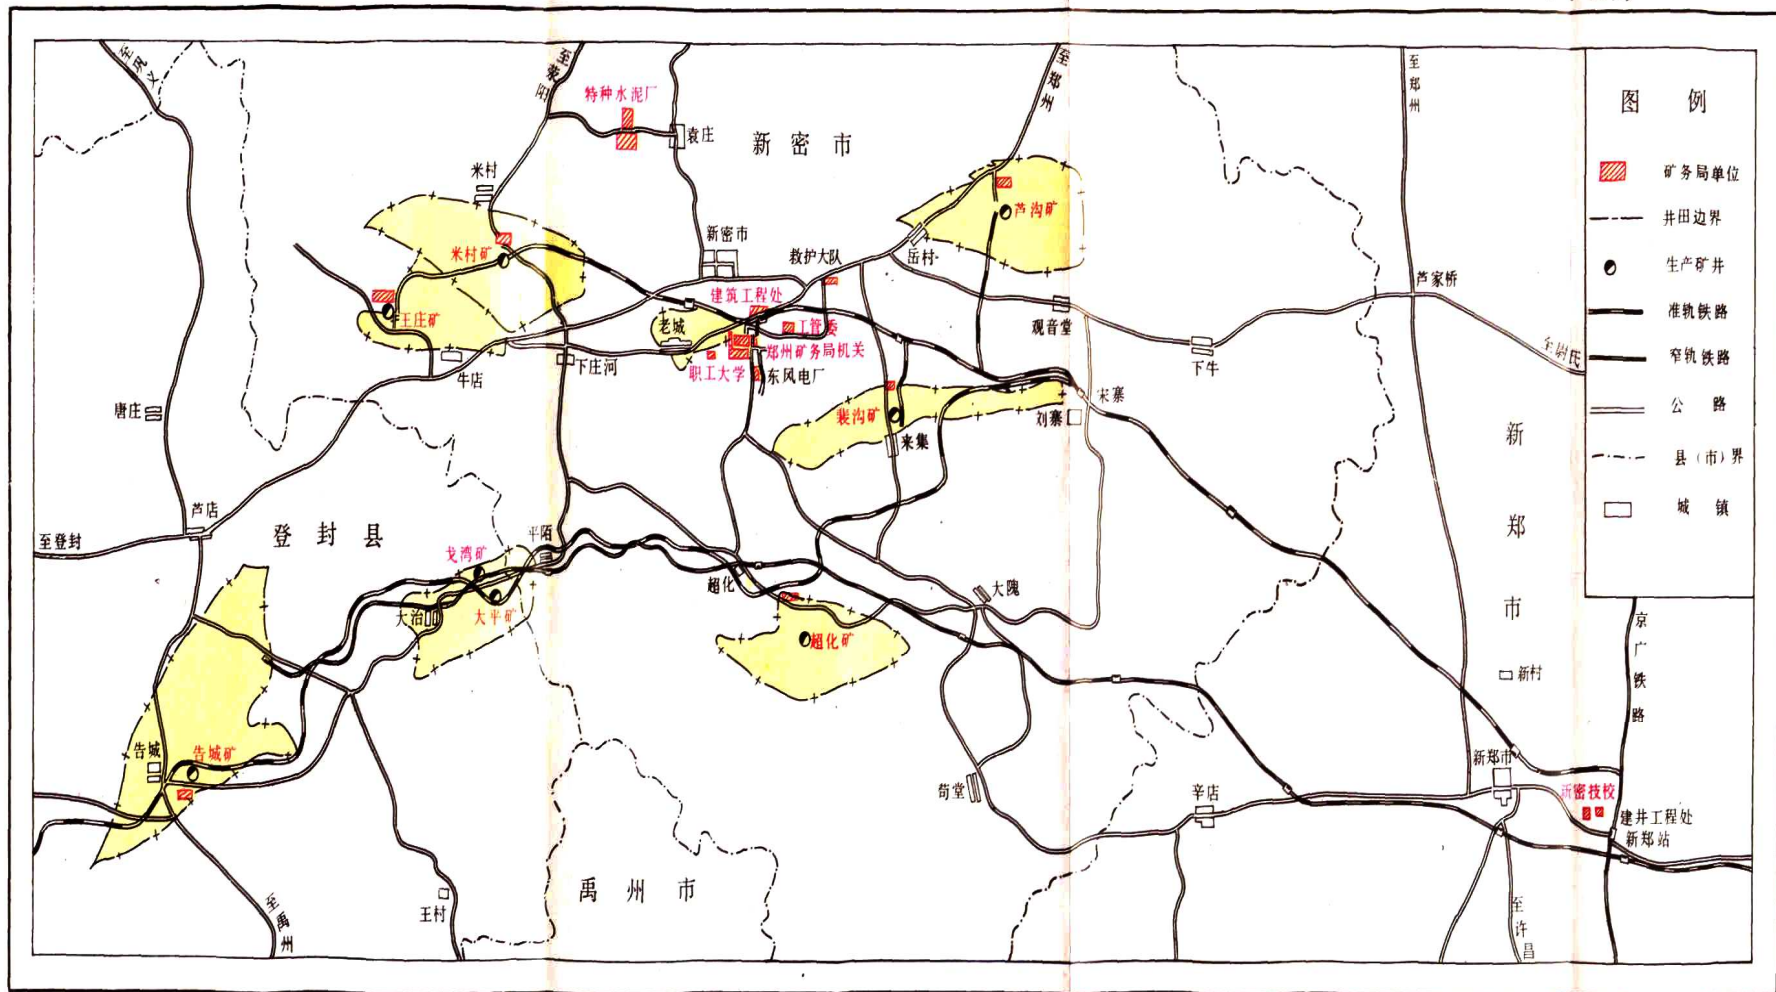 至巩义
至荥阳
特种水泥厂
袁庄
新密市
至郑州
至郑州
米村
米村矿
王庄矿
新密市
救护大队
岳村
芦沟矿
芦家桥
建筑工程处
工管委
老城
郑州矿务局机关
职工大学
东风电厂
观音堂
下牛
至尉氏
牛店
下庄河
唐庄
裴沟矿
来集
宋寨
刘寨
芦店
至登封
登封县
平陌
戈湾矿
大冶
大平矿
超化
超化矿
大隗
新郑市
新村
京广铁路
告城
告城矿
苟堂
辛店
新郑市
新密技校
建井工程处
新郑站
王村
至禹州
禹州市
至许昌
图例
矿务局单位
井田边界
生产矿井
准轨铁路
窄轨铁路
公路
县(市)界
城镇